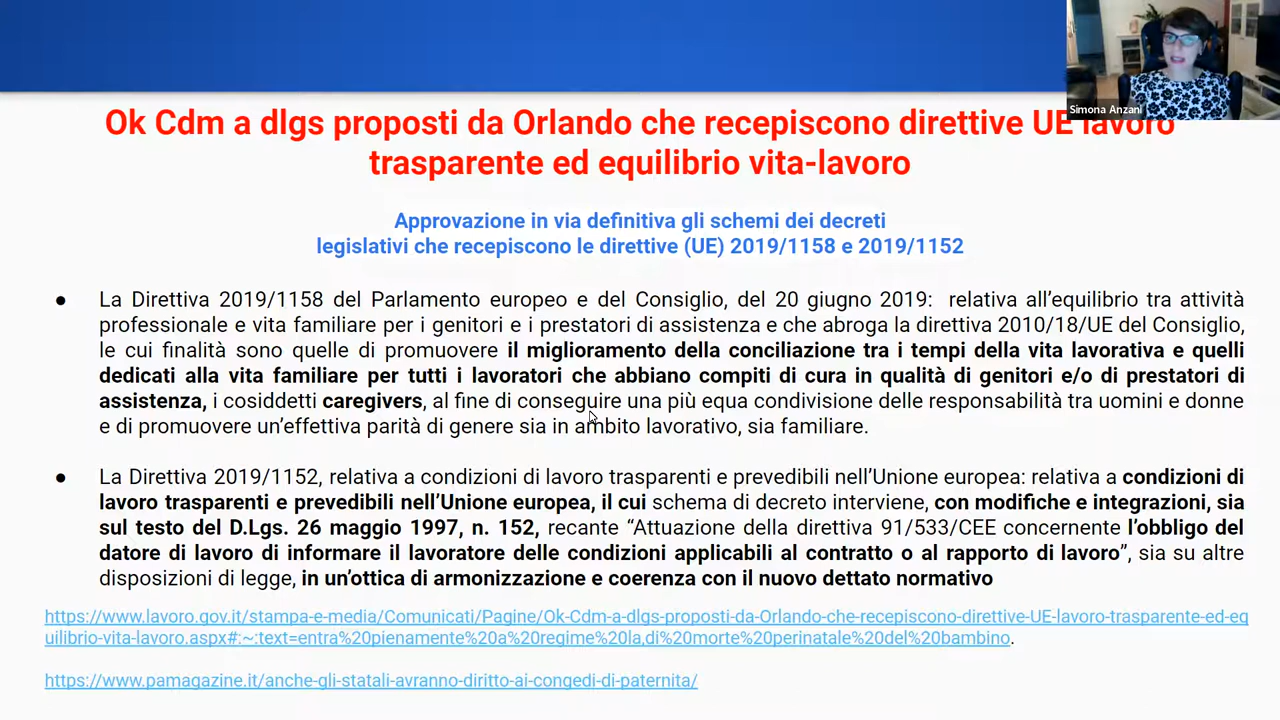 Simona Anzani
Ok Cdm a dlgs proposti da Orlando che recepiscono direttive UE lavoro
trasparente ed equilibrio vita-lavoro
Approvazione in via definitiva gli schemi dei decreti
legislativi che recepiscono le direttive (UE) 2019/1158 e 2019/1152
● La Direttiva 2019/1158 del Parlamento europeo e del Consiglio, del 20 giugno 2019: relativa all’equilibrio tra attività
professionale e vita familiare per i genitori e i prestatori di assistenza e che abroga la direttiva 2010/18/UE del Consiglio,
le cui finalità sono quelle di promuovere il miglioramento della conciliazione tra i tempi della vita lavorativa e quelli
dedicati alla vita familiare per tutti i lavoratori che abbiano compiti di cura in qualità di genitori e/o di prestatori di
assistenza, i cosiddetti caregivers, al fine di conseguire una più equa condivisione delle responsabilità tra uomini e donne
e di promuovere un’effettiva parità di genere sia in ambito lavorativo, sia familiare.
● La Direttiva 2019/1152, relativa a condizioni di lavoro trasparenti e prevedibili nell’Unione europea: relativa a condizioni di
lavoro trasparenti e prevedibili nell’Unione europea, il cui schema di decreto interviene, con modifiche e integrazioni, sia
sul testo del D.Lgs. 26 maggio 1997, n. 152, recante “Attuazione della direttiva 91/533/CEE concernente l’obbligo del
datore di lavoro di informare il lavoratore delle condizioni applicabili al contratto o al rapporto di lavoro”, sia su altre
disposizioni di legge, in un’ottica di armonizzazione e coerenza con il nuovo dettato normativo
https://www.lavoro.gov.it/stampa-e-media/Comunicati/Pagine/Ok-Cdm-a-dlgs-proposti-da-Orlando-che-recepiscono-direttive-UE-lavoro-trasparente-ed-eq
uilibrio-vita-lavoro.aspx#:~:text=entra%20pienamente%20a%20regime%20la,di%20morte%20perinatale%20del%20bambino.
https://www.pamagazine.it/anche-gli-statali-avranno-diritto-ai-congedi-di-paternita/